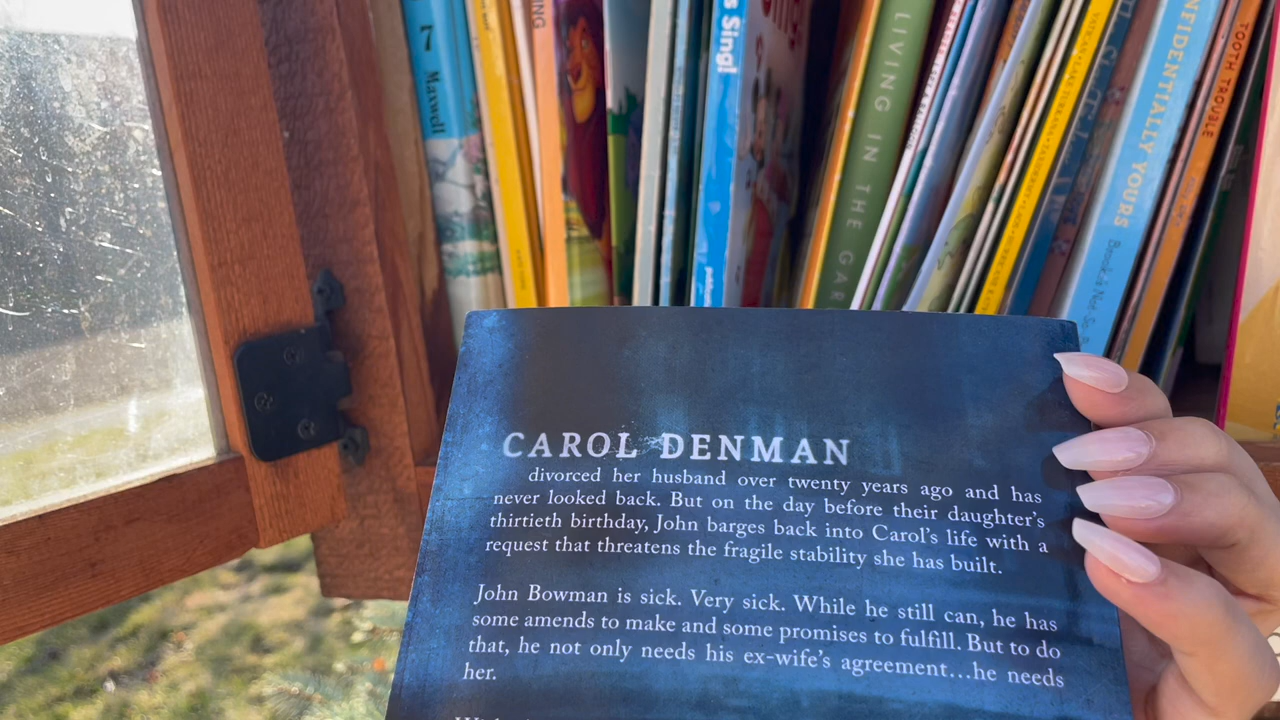 7 Maxwell
s Sing!
LIVING IN THE GAR
NFIDENTIALLY YOURS
TOOTH TROUBLE
CAROL DENMAN
divorced her husband over twenty years ago and has
never looked back. But on the day before their daughter's
thirtieth birthday, John barges back into Carol's life with a
request that threatens the fragile stability she has built.
John Bowman is sick. Very sick. While he still can, he has
some amends to make and some promises to fulfill. But to do
that, he not only needs his ex-wife's agreement…he needs
her.